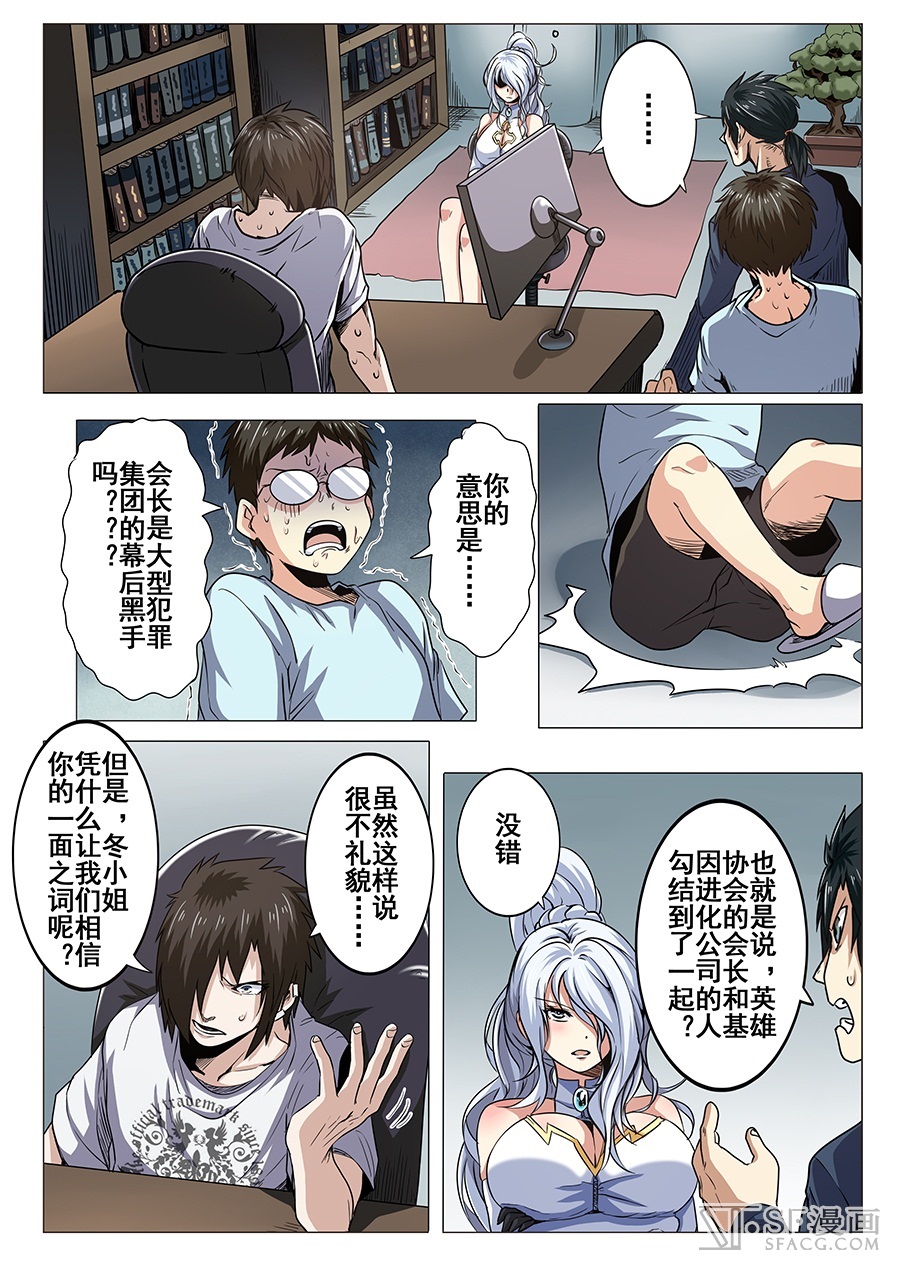 ……
你的
意思是……
会长是大型犯罪
集团的幕后黑手
吗???
也就是说，英雄
协会的会长和基
因进化公司的人
勾结到了一起?
没错
虽然这样说
很不礼貌……
但是，冬小姐
凭什么让我们相信
你的一面之词呢?
official trademark
SF漫画
SFACG.COM